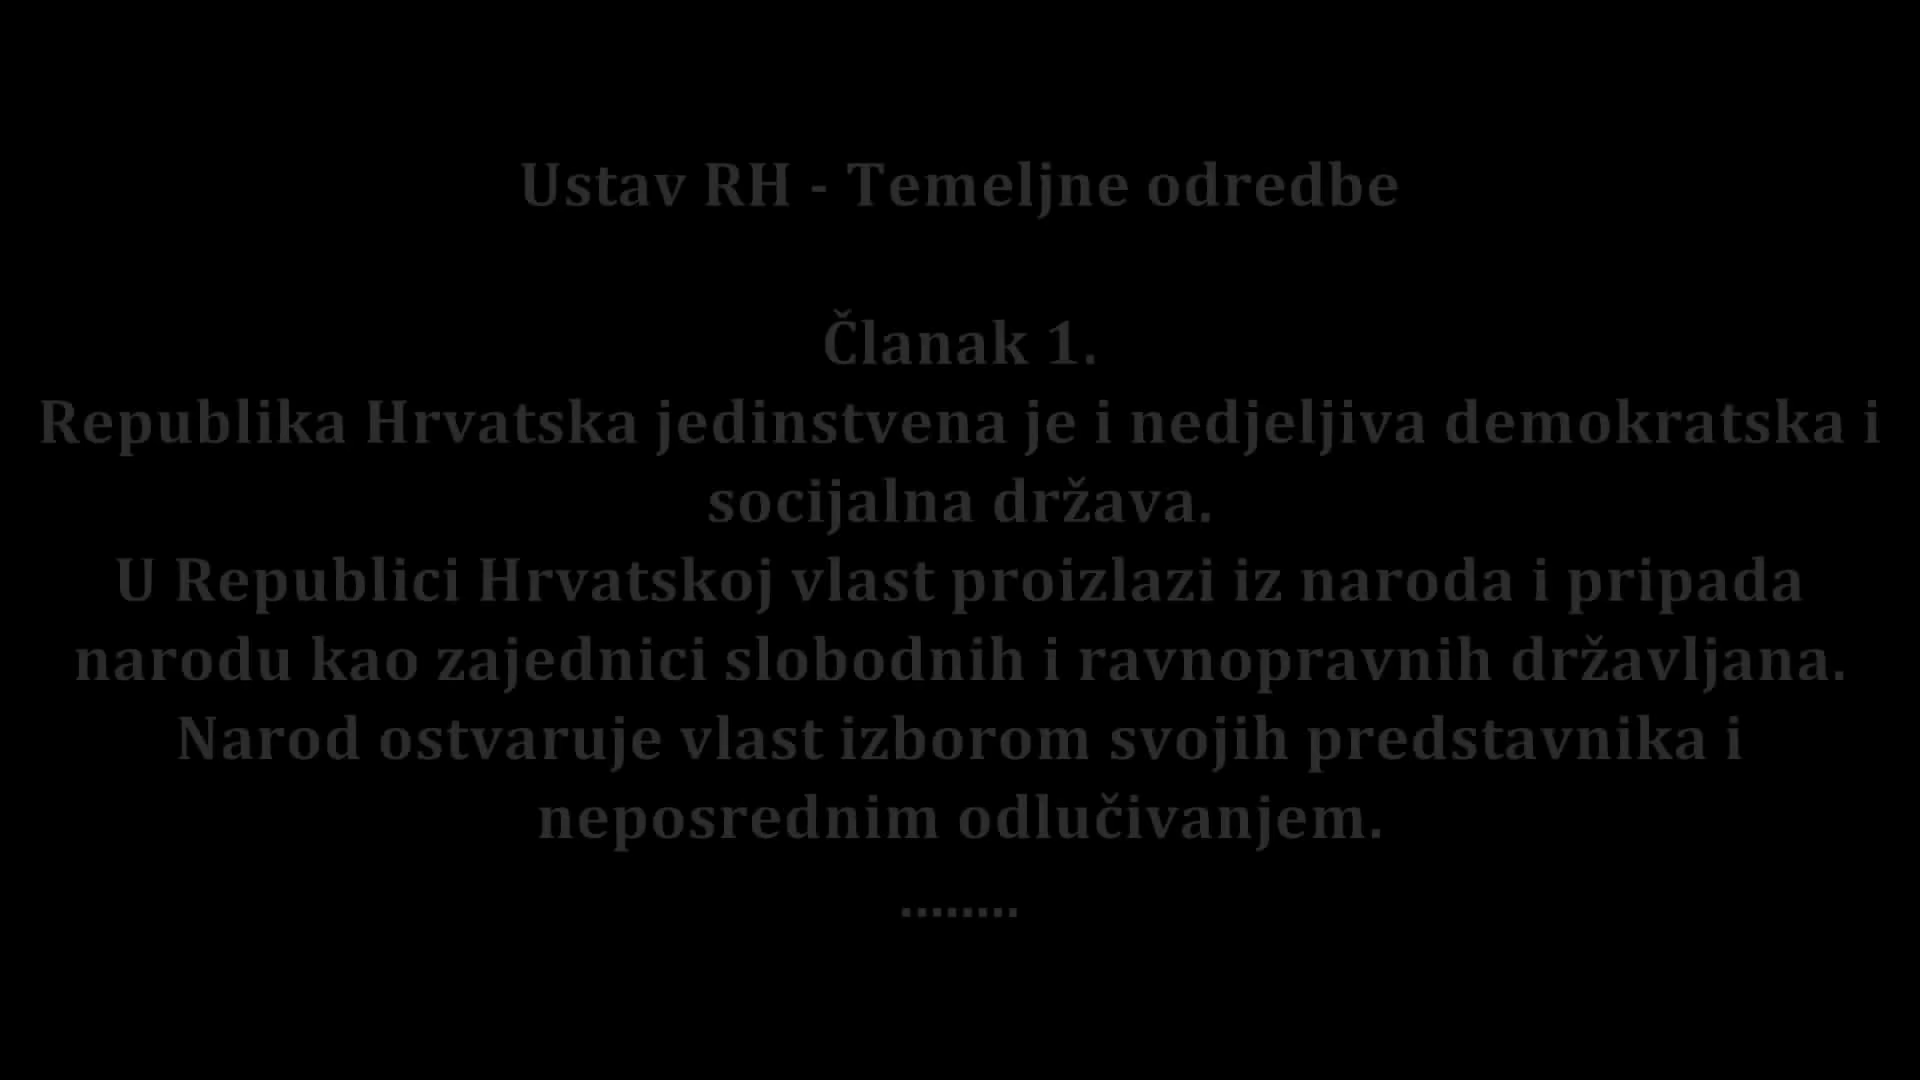 Ustav RH - Temeljne odredbe
Članak 1.
Republika Hrvatska jedinstvena je i nedjeljiva demokratska i
socijalna država.
U Republici Hrvatskoj vlast proizlazi iz naroda i pripada
narodu kao zajednici slobodnih i ravnopravnih državljana.
Narod ostvaruje vlast izborom svojih predstavnika i
neposrednim odlučivanjem.
........